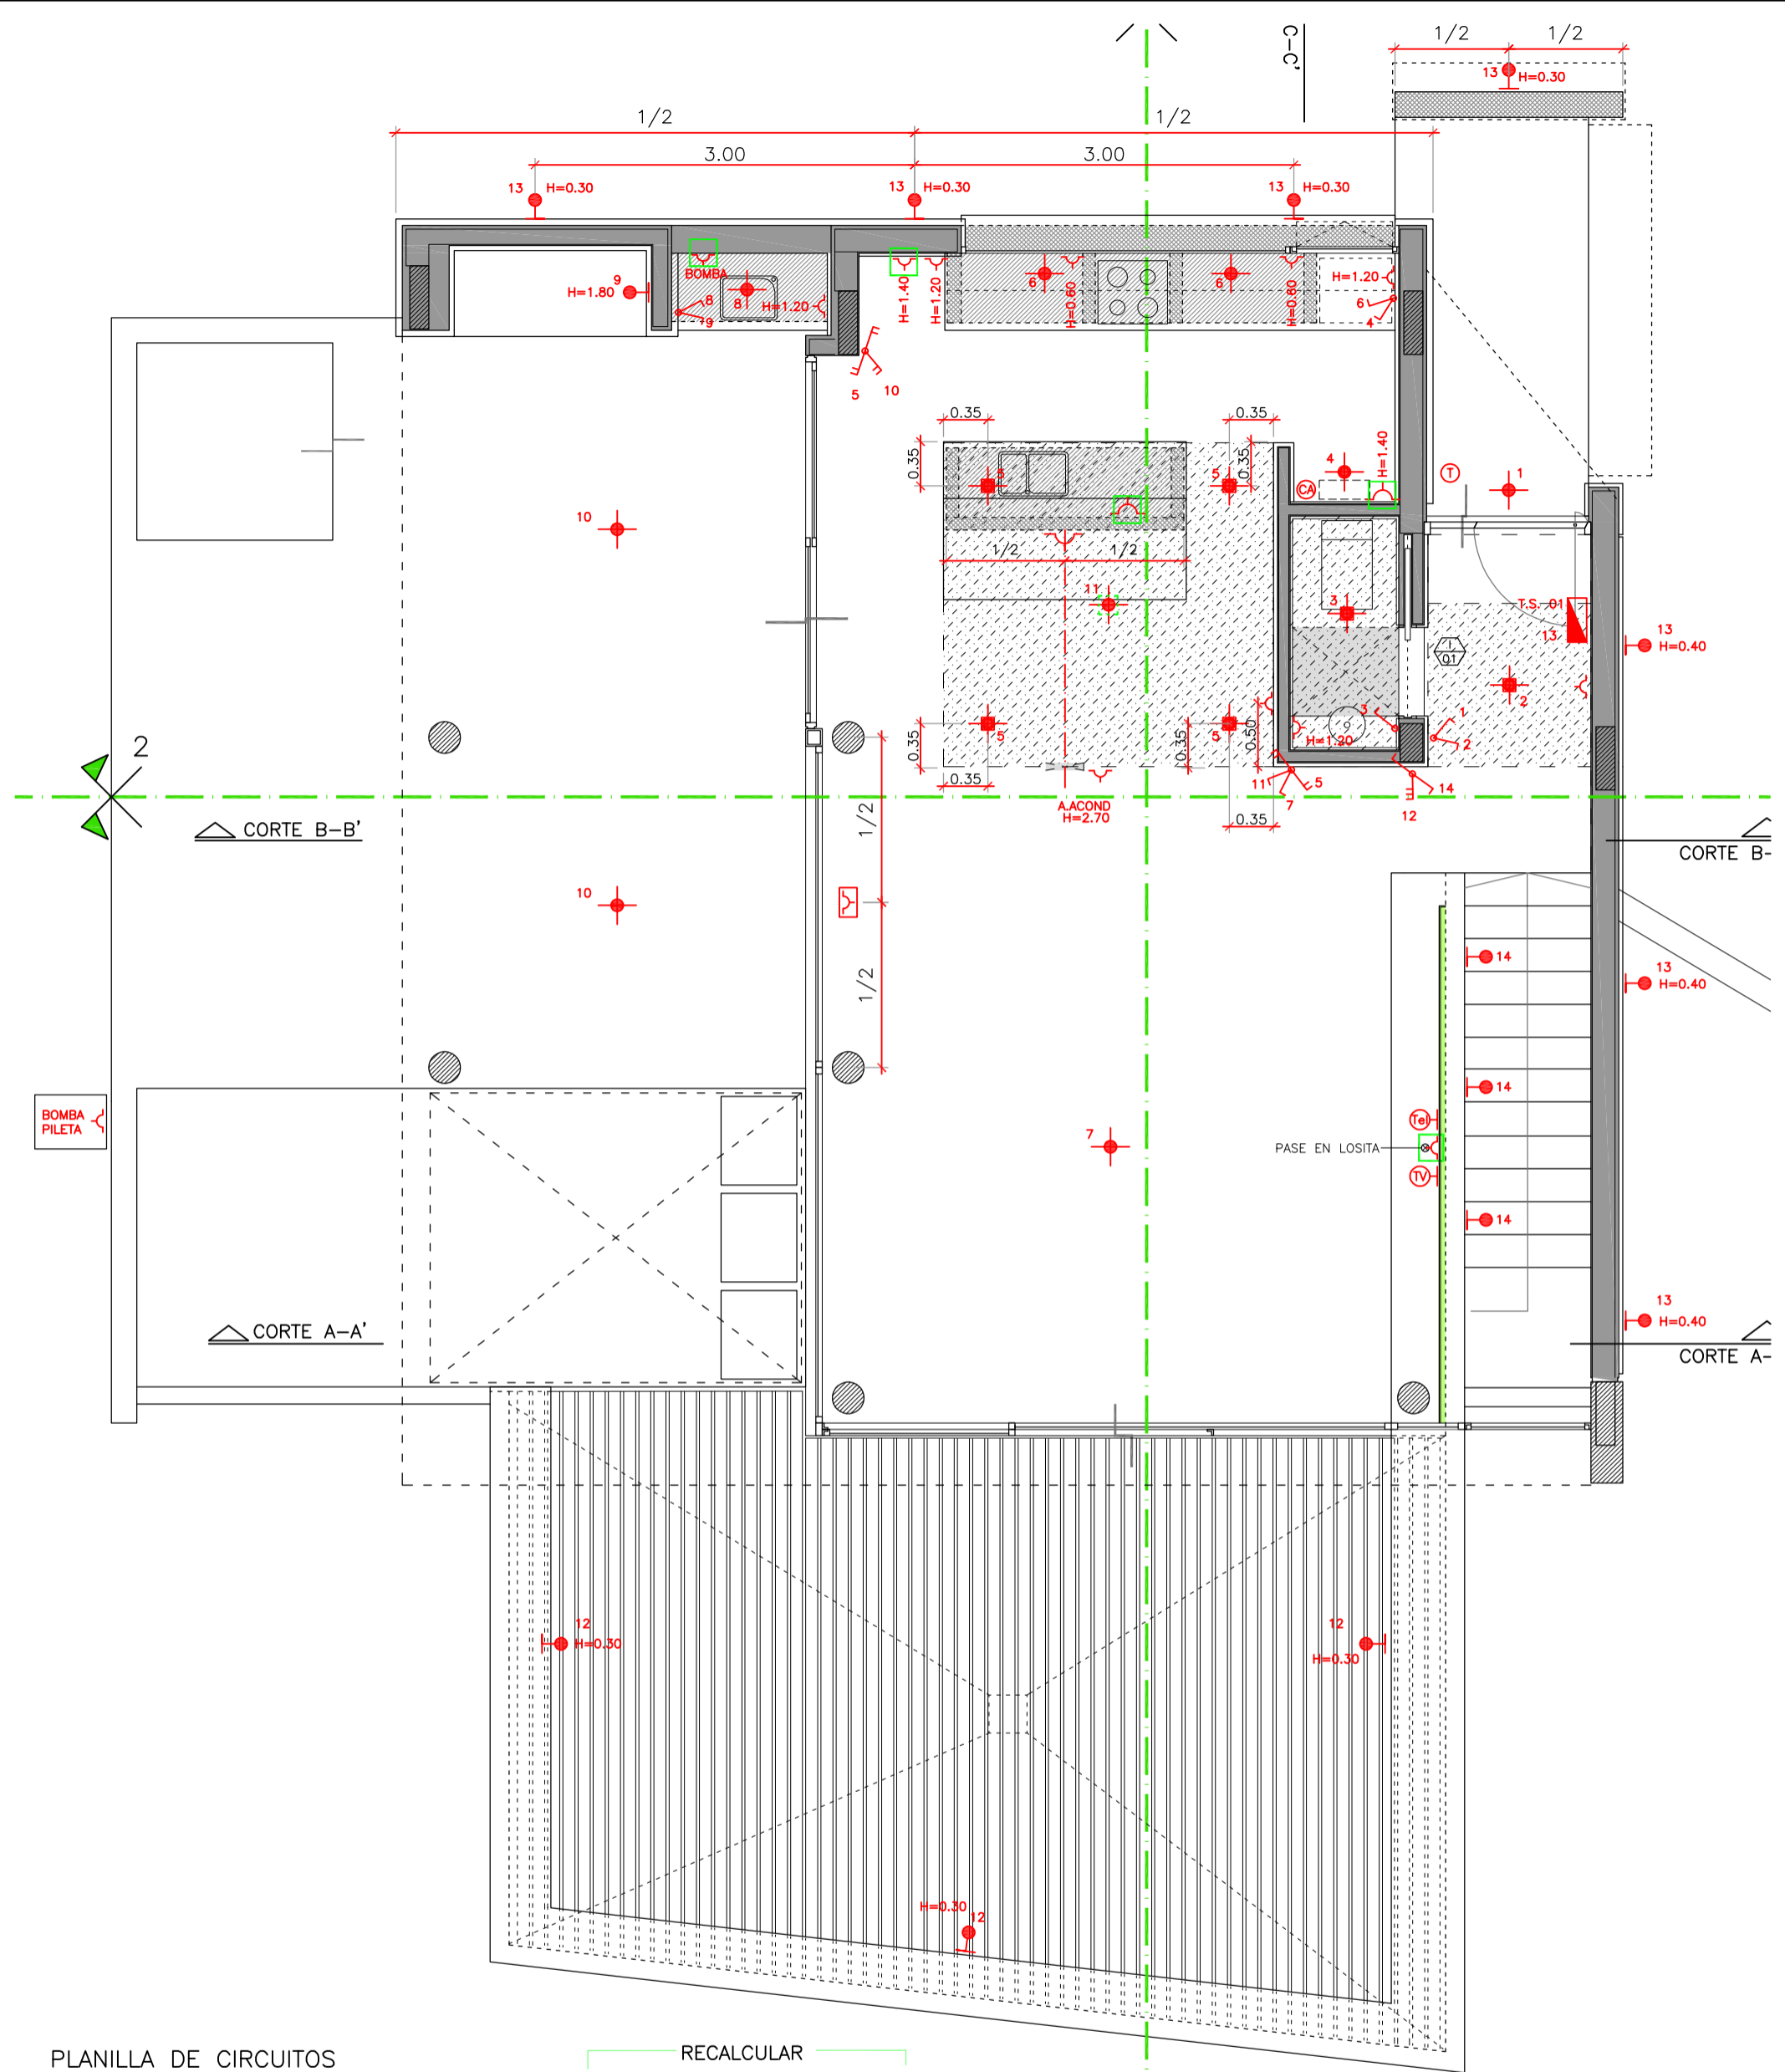 C-C'
1/2 1/2
13 H=0.30
1/2 1/2
3.00 3.00
13 H=0.30
13 H=0.30
13 H=0.30
9
H=1.80
BOMBA
8
H=1.20
8
9
H=1.40
H=1.20
6
H=0.60
6
H=0.60
H=1.20
6
4
5
10
0.35 0.35
0.35 0.35
5 5
4
H=1.40
CA
T
1
10
1/2 1/2
11
3
T.S. 01
13
1
01
13
H=0.40
2
5 5
0.35 0.35
0.50
H=1.20
3
1
2
0.35
11
7
5
14
12
A.ACOND
H=2.70
0.35
2
CORTE B-B'
CORTE B-
1/2
10
1/2
14
13
H=0.40
14
BOMBA
PILETA
Tel
7
PASE EN LOSITA
TV
14
13
H=0.40
CORTE A-A'
CORTE A-
12
H=0.30
12
H=0.30
H=0.30
12
PLANILLA DE CIRCUITOS
RECALCULAR